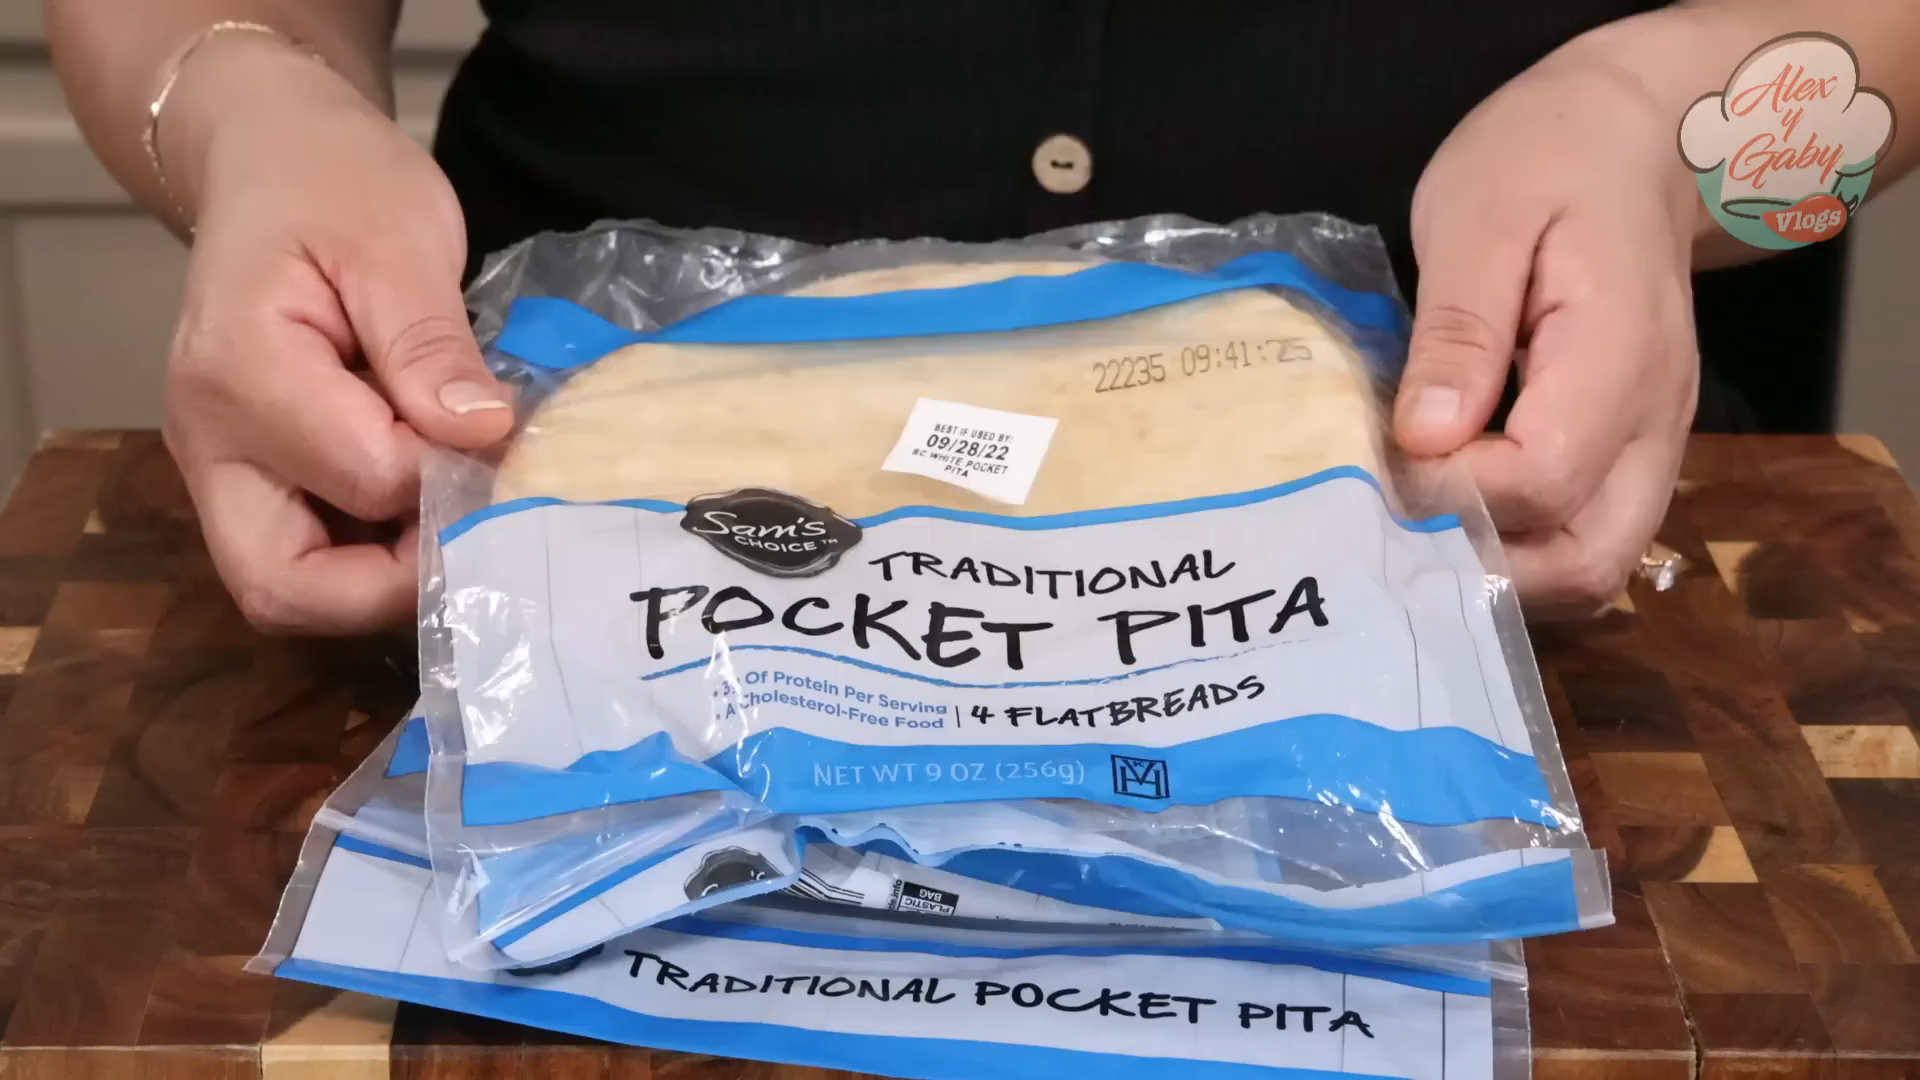 Alex
y
Gaby
Vlogs
22235 09:41:25
BEST IF USED BY:
09/28/22
SC WHITE POCKET
PITA
Sam's
CHOICE™
TRADITIONAL
POCKET PITA
• 3g Of Protein Per Serving
• A Cholesterol-Free Food | 4 FLATBREADS
NET WT 9 OZ (256g)
PLASTIC
BAG
TRADITIONAL POCKET PITA